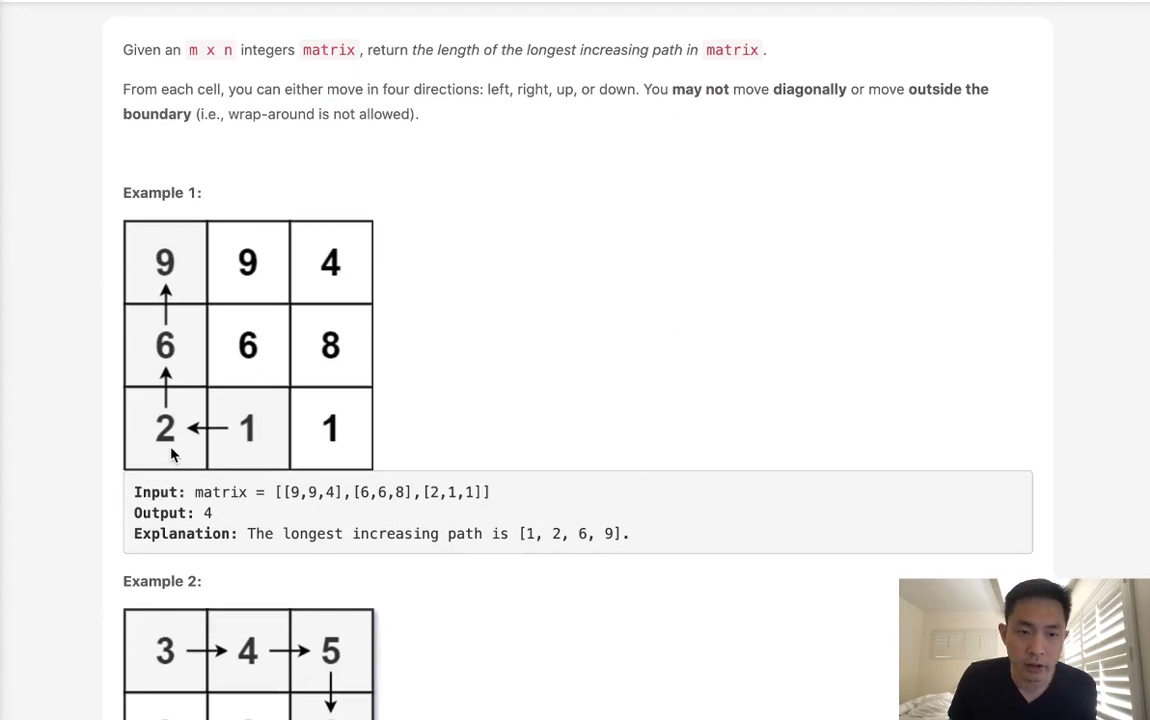 Given an m x n integers matrix, return the length of the longest increasing path in matrix.
From each cell, you can either move in four directions: left, right, up, or down. You may not move diagonally or move outside the
boundary (i.e., wrap-around is not allowed).
Example 1:
9 9 4
6 6 8
2 1 1
Input: matrix = [[9,9,4],[6,6,8],[2,1,1]]
Output: 4
Explanation: The longest increasing path is [1, 2, 6, 9].
Example 2:
3 4 5